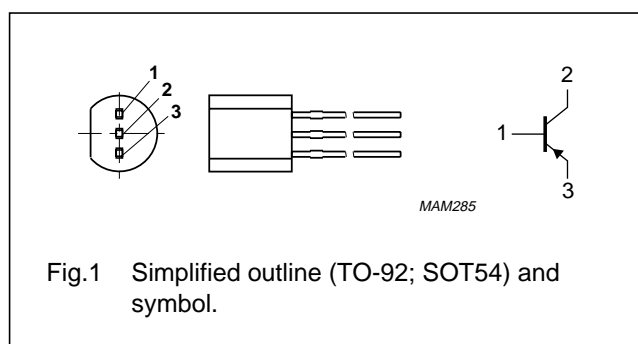 1
2
3
2
1
3
MAM285
Fig.1 Simplified outline (TO-92; SOT54) and
symbol.